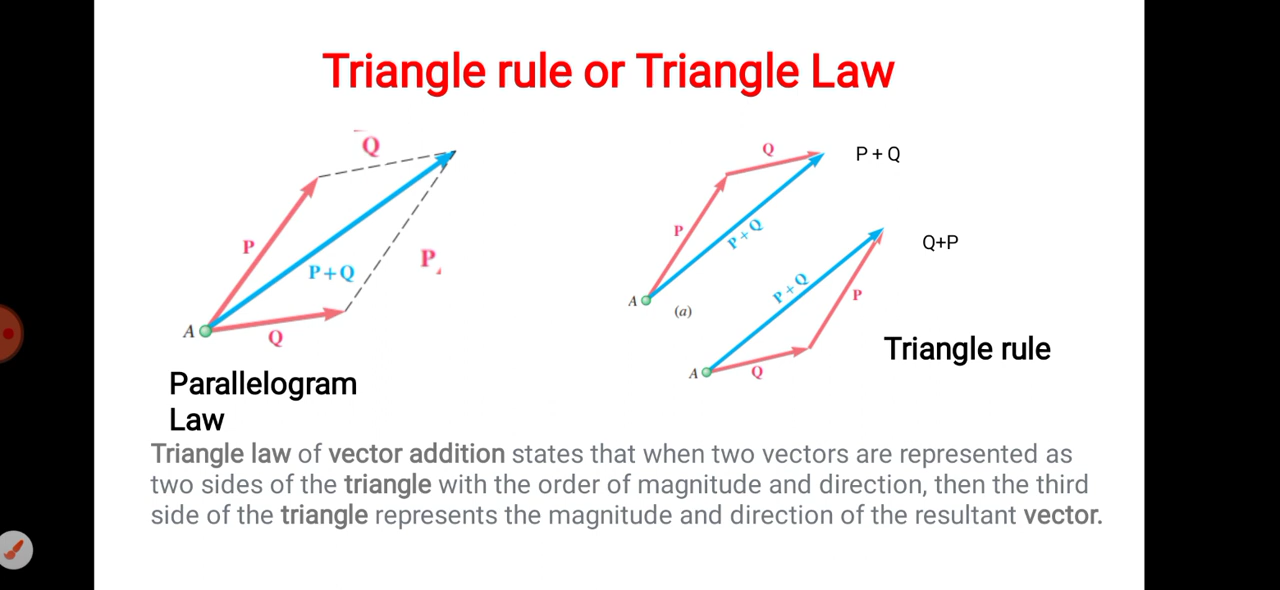 Triangle rule or Triangle Law
Q
P
P+Q
P
A
Q
Parallelogram
Law
Q
P + Q
P
P + Q
A
(a)
Q+P
P + Q
P
Triangle rule
A
Q
Triangle law of vector addition states that when two vectors are represented as
two sides of the triangle with the order of magnitude and direction, then the third
side of the triangle represents the magnitude and direction of the resultant vector.